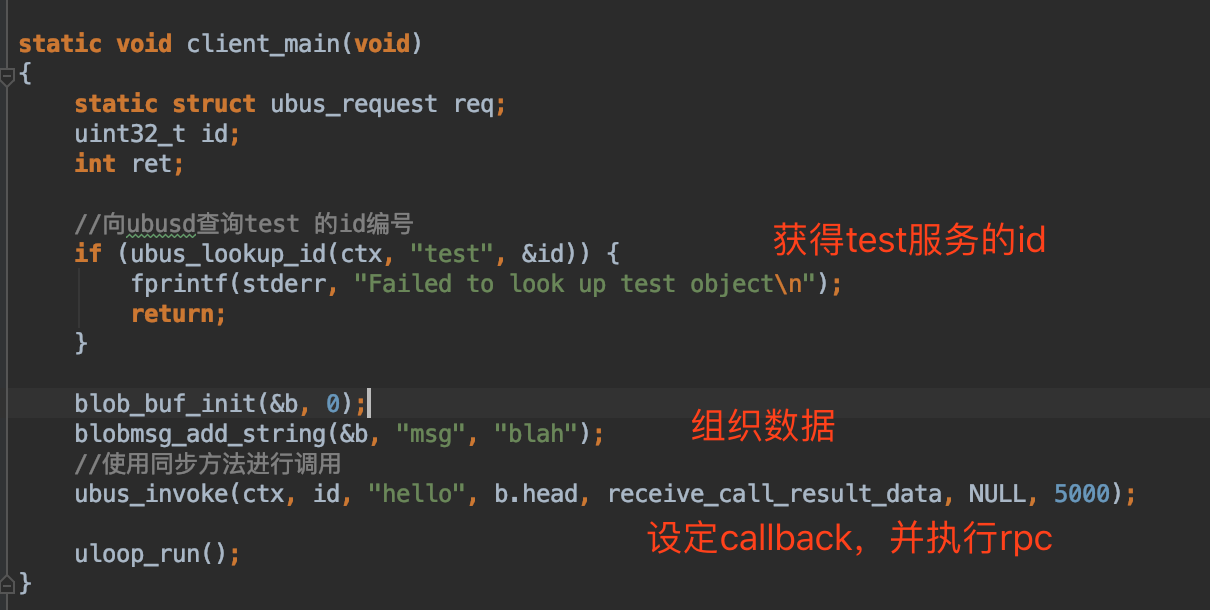 static void client_main(void)
{
    static struct ubus_request req;
    uint32_t id;
    int ret;
    //向ubusd查询test 的id编号
    if (ubus_lookup_id(ctx, "test", &id)) {
获得test服务的id
        fprintf(stderr, "Failed to look up test object\n");
        return;
    }
    blob_buf_init(&b, 0);
    blobmsg_add_string(&b, "msg", "blah");
组织数据
    //使用同步方法进行调用
    ubus_invoke(ctx, id, "hello", b.head, receive_call_result_data, NULL, 5000);
设定callback，并执行rpc
    uloop_run();
}